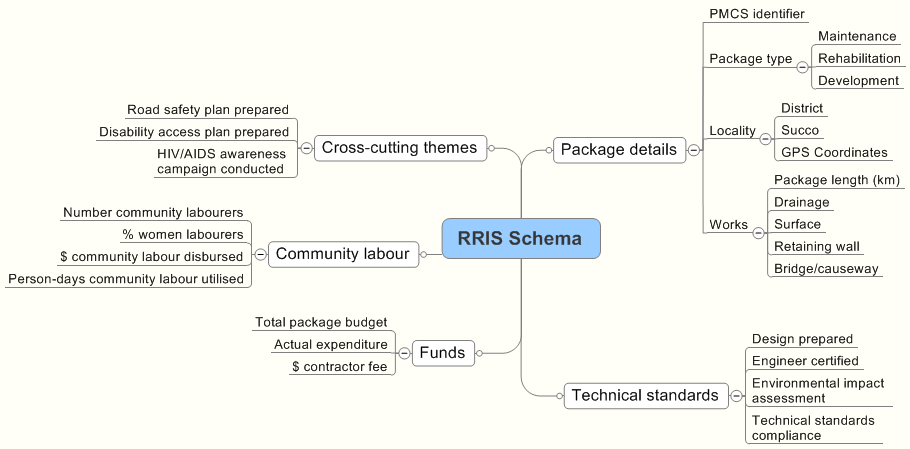 RRIS Schema
Package details
PMCS identifier
Package type
Maintenance
Rehabilitation
Development
Locality
District
Succo
GPS Coordinates
Works
Package length (km)
Drainage
Surface
Retaining wall
Bridge/causeway
Technical standards
Design prepared
Engineer certified
Environmental impact
assessment
Technical standards
compliance
Cross-cutting themes
Road safety plan prepared
Disability access plan prepared
HIV/AIDS awareness
campaign conducted
Community labour
Number community labourers
% women labourers
$ community labour disbursed
Person-days community labour utilised
Funds
Total package budget
Actual expenditure
$ contractor fee